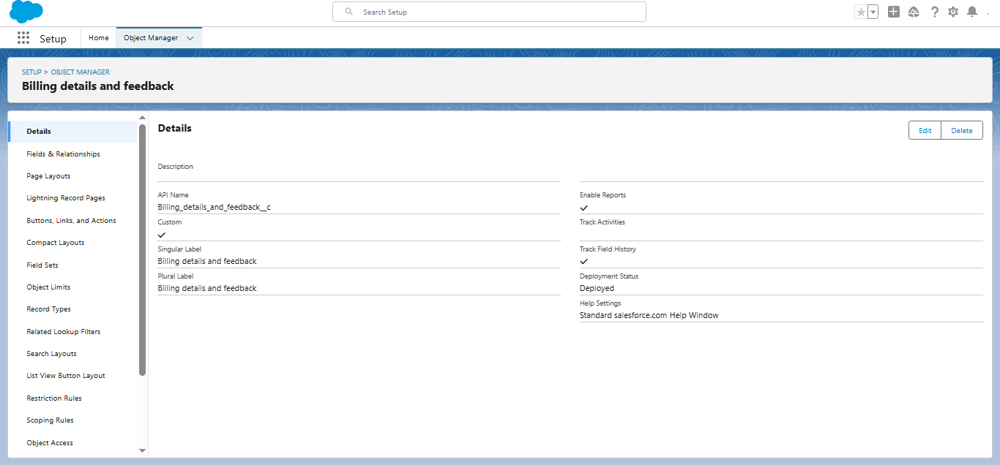 Search Setup
Setup
Home
Object Manager
SETUP > OBJECT MANAGER
Billing details and feedback
Details
Fields & Relationships
Page Layouts
Lightning Record Pages
Buttons, Links, and Actions
Compact Layouts
Field Sets
Object Limits
Record Types
Related Lookup Filters
Search Layouts
List View Button Layout
Restriction Rules
Scoping Rules
Object Access
Details
Edit
Delete
Description
API Name
Billing_details_and_feedback__c
Custom
Singular Label
Billing details and feedback
Plural Label
Billing details and feedback
Enable Reports
Track Activities
Track Field History
Deployment Status
Deployed
Help Settings
Standard salesforce.com Help Window